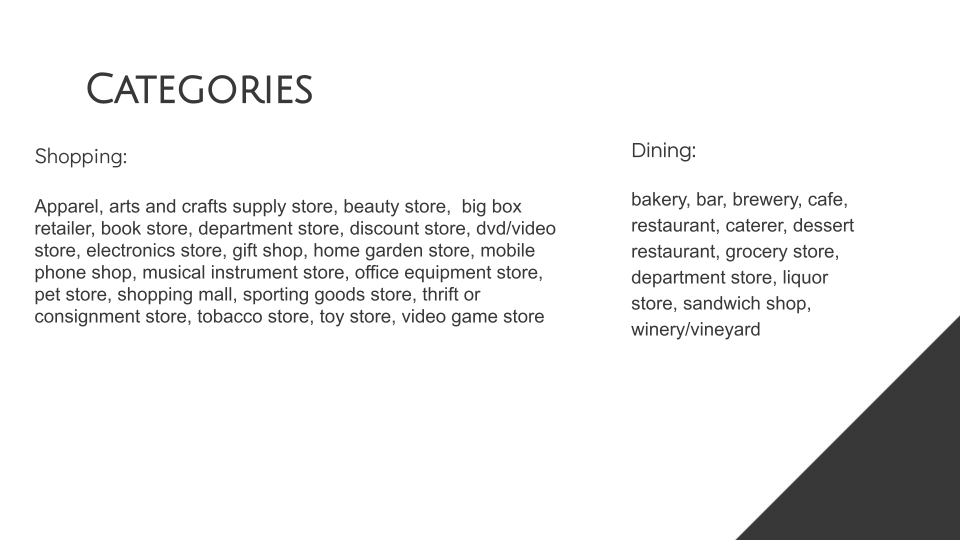 Categories
Shopping:
Apparel, arts and crafts supply store, beauty store,  big box
retailer, book store, department store, discount store, dvd/video
store, electronics store, gift shop, home garden store, mobile
phone shop, musical instrument store, office equipment store,
pet store, shopping mall, sporting goods store, thrift or
consignment store, tobacco store, toy store, video game store
Dining:
bakery, bar, brewery, cafe,
restaurant, caterer, dessert
restaurant, grocery store,
department store, liquor
store, sandwich shop,
winery/vineyard